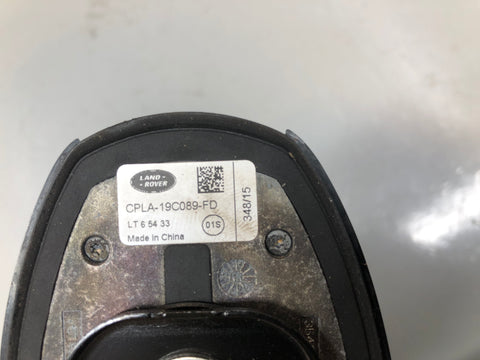 LAND -
- ROVER
CPLA-19C089-FD
LT 6 54 33
01S
Made in China
348/15